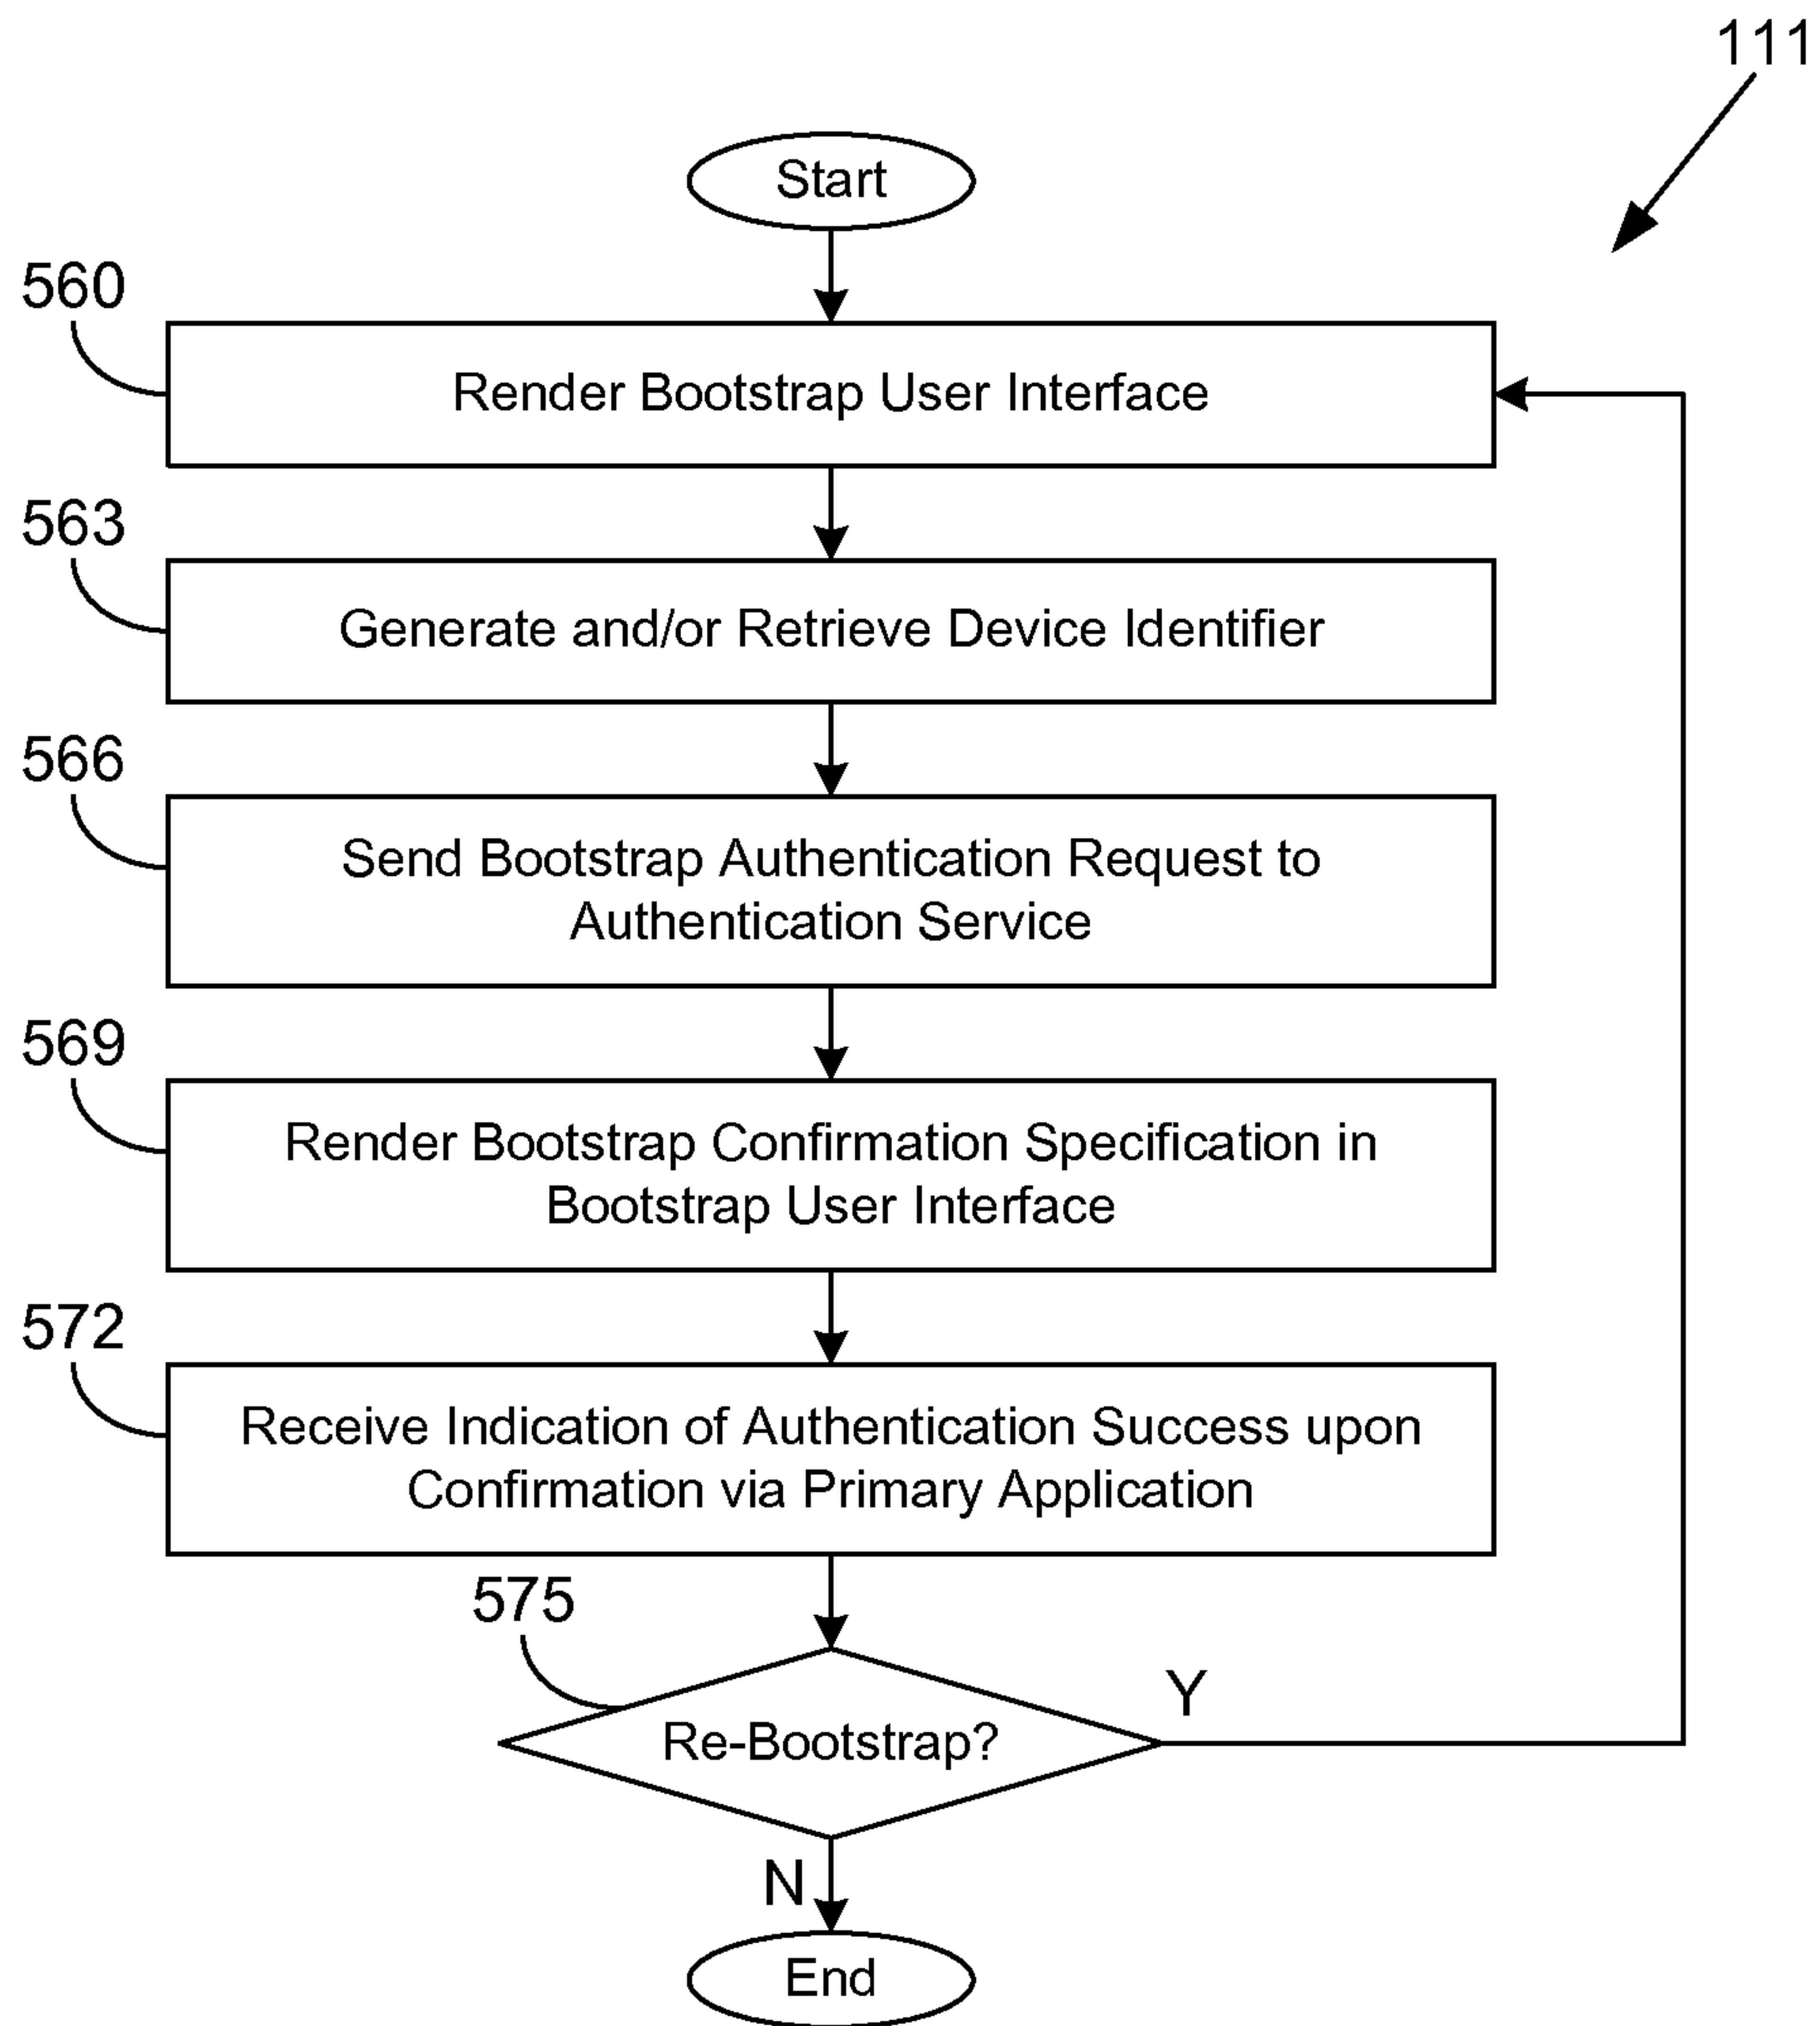 111
Start
560
Render Bootstrap User Interface
563
Generate and/or Retrieve Device Identifier
566
Send Bootstrap Authentication Request to
Authentication Service
569
Render Bootstrap Confirmation Specification in
Bootstrap User Interface
572
Receive Indication of Authentication Success upon
Confirmation via Primary Application
575
Y
Re-Bootstrap?
N
End